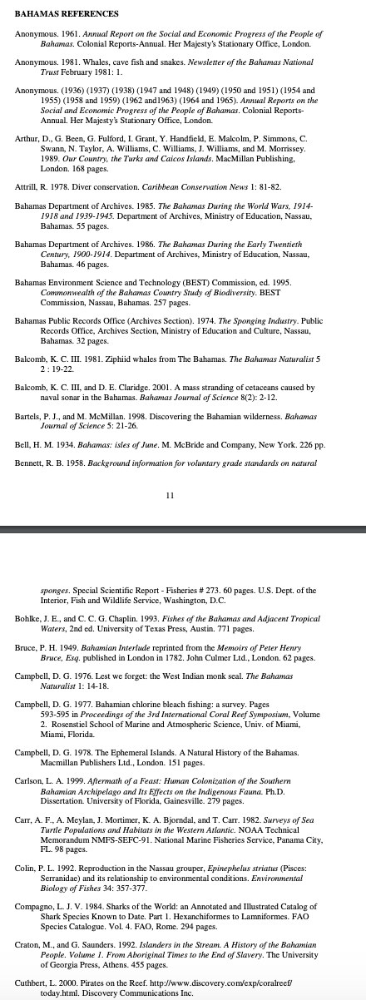 BAHAMAS REFERENCES
Anonymous. 1961. Annual Report on the Social and Economic Progress of the People of
Bahamas. Colonial Reports-Annual. Her Majesty's Stationary Office, London.
Anonymous. 1981. Whales, cave fish and snakes. Newsletter of the Bahamas National
Trust February 1981: 1.
Anonymous. (1936) (1937) (1938) (1947 and 1948) (1949) (1950 and 1951) (1954 and
1955) (1958 and 1959) (1962 and1963) (1964 and 1965). Annual Reports on the
Social and Economic Progress of the People of Bahamas. Colonial Reports-
Annual. Her Majesty's Stationary Office, London.
Arthur, D., G. Been, G. Fulford, I. Grant, Y. Handfield, E. Malcolm, P. Simmons, C.
Swann, N. Taylor, A. Williams, C. Williams, J. Williams, and M. Morrissey.
1989. Our Country, the Turks and Caicos Islands. MacMillan Publishing,
London. 168 pages.
Attrill, R. 1978. Diver conservation. Caribbean Conservation News 1: 81-82.
Bahamas Department of Archives. 1985. The Bahamas During the World Wars, 1914-
1918 and 1939-1945. Department of Archives, Ministry of Education, Nassau,
Bahamas. 55 pages.
Bahamas Department of Archives. 1986. The Bahamas During the Early Twentieth
Century, 1900-1914. Department of Archives, Ministry of Education, Nassau,
Bahamas. 46 pages.
Bahamas Environment Science and Technology (BEST) Commission, ed. 1995.
Commonwealth of the Bahamas Country Study of Biodiversity. BEST
Commission, Nassau, Bahamas. 257 pages.
Bahamas Public Records Office (Archives Section). 1974. The Sponging Industry. Public
Records Office, Archives Section, Ministry of Education and Culture, Nassau,
Bahamas. 32 pages.
Balcomb, K. C. III. 1981. Ziphiid whales from The Bahamas. The Bahamas Naturalist 5
2 : 19-22.
Balcomb, K. C. III, and D. E. Claridge. 2001. A mass stranding of cetaceans caused by
naval sonar in the Bahamas. Bahamas Journal of Science 8(2): 2-12.
Bartels, P. J., and M. McMillan. 1998. Discovering the Bahamian wilderness. Bahamas
Journal of Science 5: 21-26.
Bell, H. M. 1934. Bahamas: isles of June. M. McBride and Company, New York. 226 pp.
Bennett, R. B. 1958. Background information for voluntary grade standards on natural
11
sponges. Special Scientific Report - Fisheries # 273. 60 pages. U.S. Dept. of the
Interior, Fish and Wildlife Service, Washington, D.C.
Bohlke, J. E., and C. C. G. Chaplin. 1993. Fishes of the Bahamas and Adjacent Tropical
Waters, 2nd ed. University of Texas Press, Austin. 771 pages.
Bruce, P. H. 1949. Bahamian Interlude reprinted from the Memoirs of Peter Henry
Bruce, Esq. published in London in 1782. John Culmer Ltd., London. 62 pages.
Campbell, D. G. 1976. Lest we forget: the West Indian monk seal. The Bahamas
Naturalist 1: 14-18.
Campbell, D. G. 1977. Bahamian chlorine bleach fishing: a survey. Pages
593-595 in Proceedings of the 3rd International Coral Reef Symposium, Volume
2. Rosenstiel School of Marine and Atmospheric Science, Univ. of Miami,
Miami, Florida.
Campbell, D. G. 1978. The Ephemeral Islands. A Natural History of the Bahamas.
Macmillan Publishers Ltd., London. 151 pages.
Carlson, L. A. 1999. Aftermath of a Feast: Human Colonization of the Southern
Bahamian Archipelago and Its Effects on the Indigenous Fauna. Ph.D.
Dissertation. University of Florida, Gainesville. 279 pages.
Carr, A. F., A. Meylan, J. Mortimer, K. A. Bjorndal, and T. Carr. 1982. Surveys of Sea
Turtle Populations and Habitats in the Western Atlantic. NOAA Technical
Memorandum NMFS-SEFC-91. National Marine Fisheries Service, Panama City,
FL. 98 pages.
Colin, P. L. 1992. Reproduction in the Nassau grouper, Epinephelus striatus (Pisces:
Serranidae) and its relationship to environmental conditions. Environmental
Biology of Fishes 34: 357-377.
Compagno, L. J. V. 1984. Sharks of the World: an Annotated and Illustrated Catalog of
Shark Species Known to Date. Part 1. Hexanchiformes to Lamniformes. FAO
Species Catalogue. Vol. 4. FAO, Rome. 294 pages.
Craton, M., and G. Saunders. 1992. Islanders in the Stream. A History of the Bahamian
People. Volume 1. From Aboriginal Times to the End of Slavery. The University
of Georgia Press, Athens. 455 pages.
Cuthbert, L. 2000. Pirates on the Reef. http://www.discovery.com/exp/coralreef/
today.html. Discovery Communications Inc.